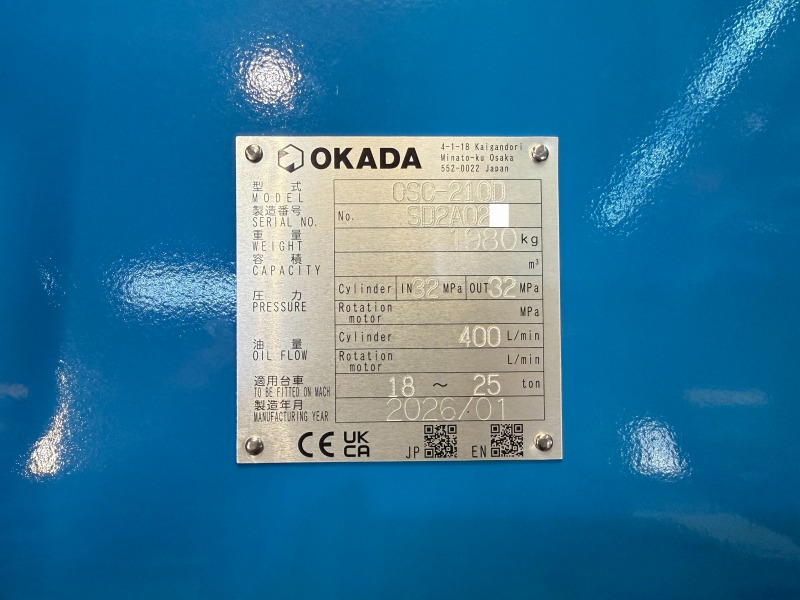 OKADA
4-1-18 Kaigandori
Minato-ku Osaka
552-0022 Japan
型式 OSC-210D
MODEL
製造番号 No. SD2A02
SERIAL NO.
重量 1980 kg
WEIGHT
容積 m³
CAPACITY
圧力 Cylinder IN 32 MPa OUT 32 MPa
PRESSURE Rotation motor MPa
油量 Cylinder 400 L/min
OIL FLOW Rotation motor L/min
適用台車 18 ~ 25 ton
TO BE FITTED ON MACH
製造年月 2026/01
MANUFACTURING YEAR
CE UK CA JP EN